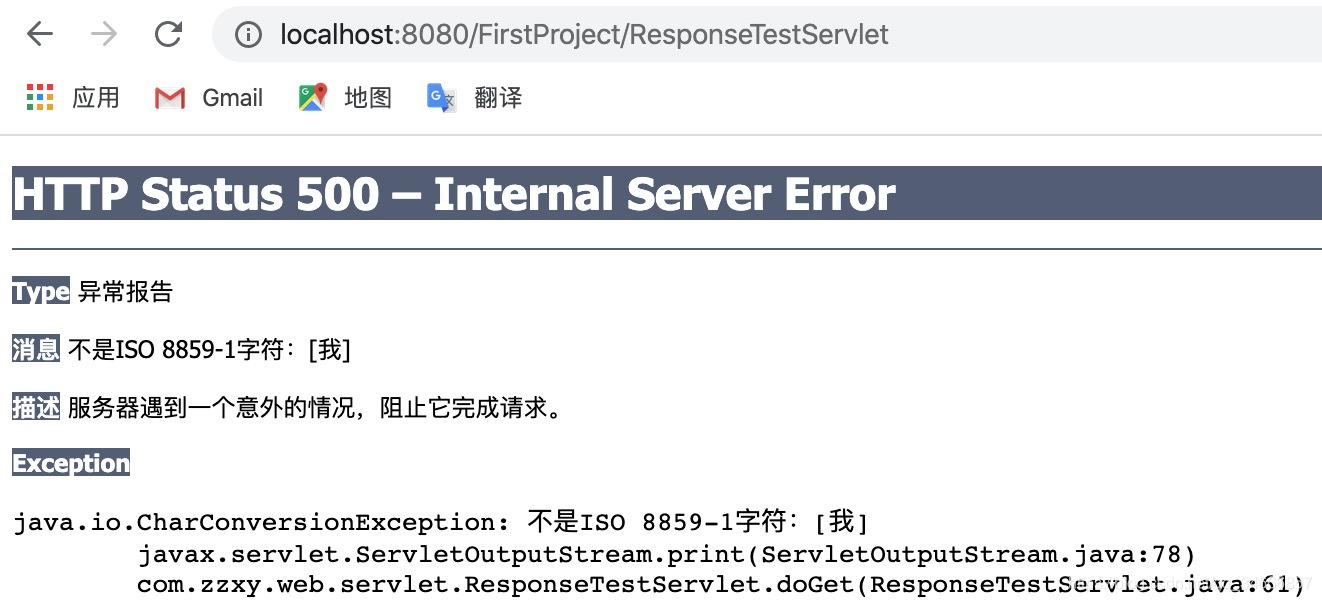 localhost:8080/FirstProject/ResponseTestServlet
应用 Gmail 地图 翻译
HTTP Status 500 – Internal Server Error
Type 异常报告
消息 不是ISO 8859-1字符：[我]
描述 服务器遇到一个意外的情况，阻止它完成请求。
Exception
java.io.CharConversionException: 不是ISO 8859-1字符：[我]
javax.servlet.ServletOutputStream.print(ServletOutputStream.java:78)
com.zzxy.web.servlet.ResponseTestServlet.doGet(ResponseTestServlet.java:61)